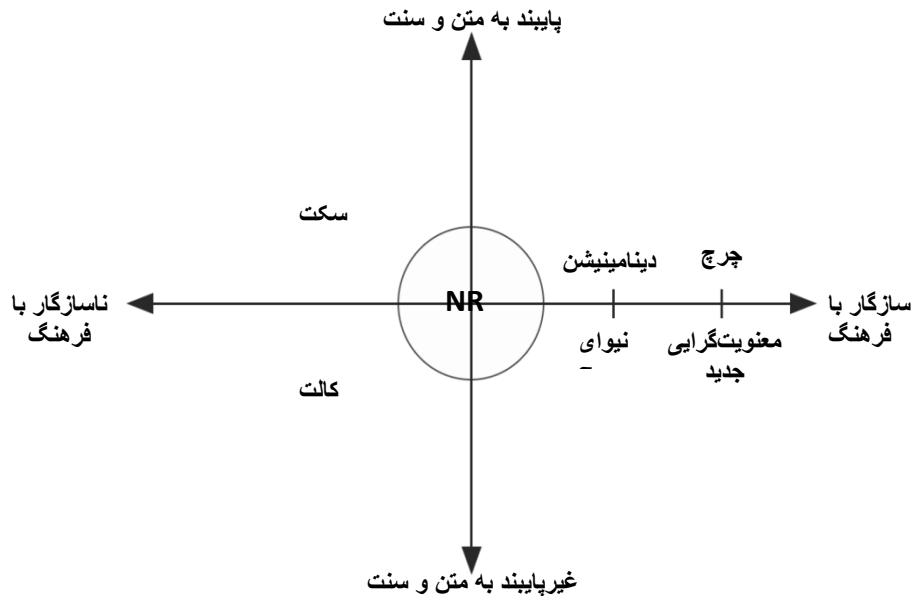 پایبند به متن و سنت
سکت
چرچ
دینامینیشن
NR
سازگار با
فرهنگ
ناسازگار با
فرهنگ
نیوای
معنویت‌گرایی
جدید
کالت
غیرپایبند به متن و سنت